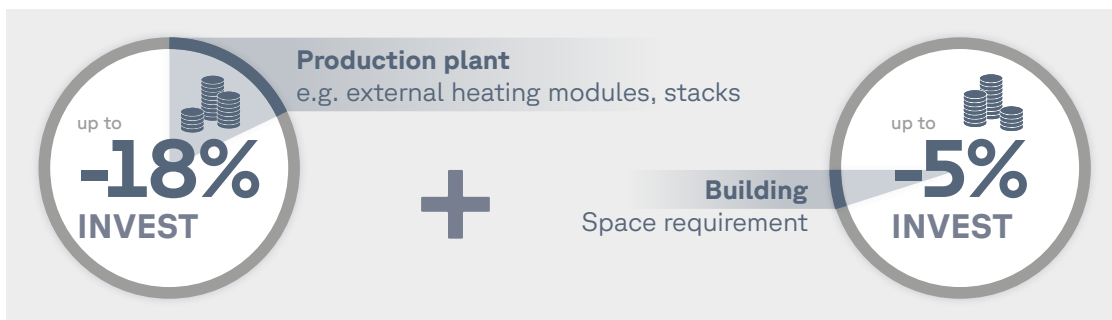 Production plant
e.g. external heating modules, stacks
up to
-18%
INVEST
+
up to
-5%
INVEST
Building
Space requirement